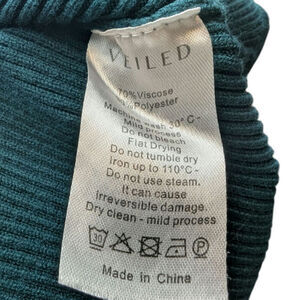 VEILED
70% Viscose
% Polyester
Machine wash 30° C -
Mild process
Do not bleach
Flat Drying
Do not tumble dry
Iron up to 110°C -
Do not use steam.
It can cause
Irreversible damage.
Dry clean - mild process
30 P
Made in China